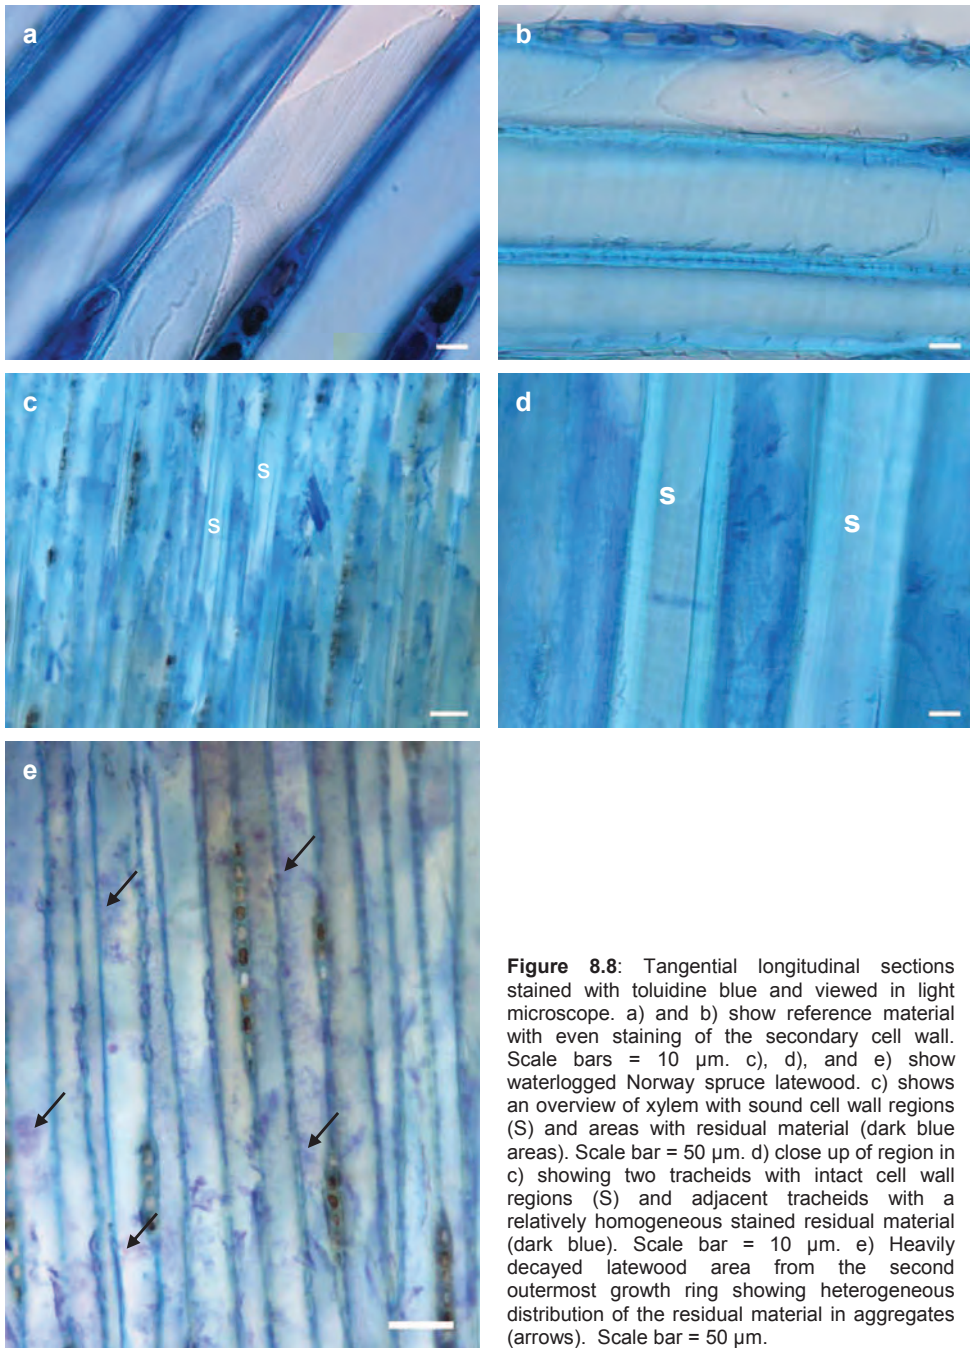 a
b
c
S
S
d
S
S
e
Figure 8.8: Tangential longitudinal sections
stained with toluidine blue and viewed in light
microscope. a) and b) show reference material
with even staining of the secondary cell wall.
Scale bars = 10 µm. c), d), and e) show
waterlogged Norway spruce latewood. c) shows
an overview of xylem with sound cell wall regions
(S) and areas with residual material (dark blue
areas). Scale bar = 50 µm. d) close up of region in
c) showing two tracheids with intact cell wall
regions (S) and adjacent tracheids with a
relatively homogeneous stained residual material
(dark blue). Scale bar = 10 µm. e) Heavily
decayed latewood area from the second
outermost growth ring showing heterogeneous
distribution of the residual material in aggregates
(arrows). Scale bar = 50 µm.